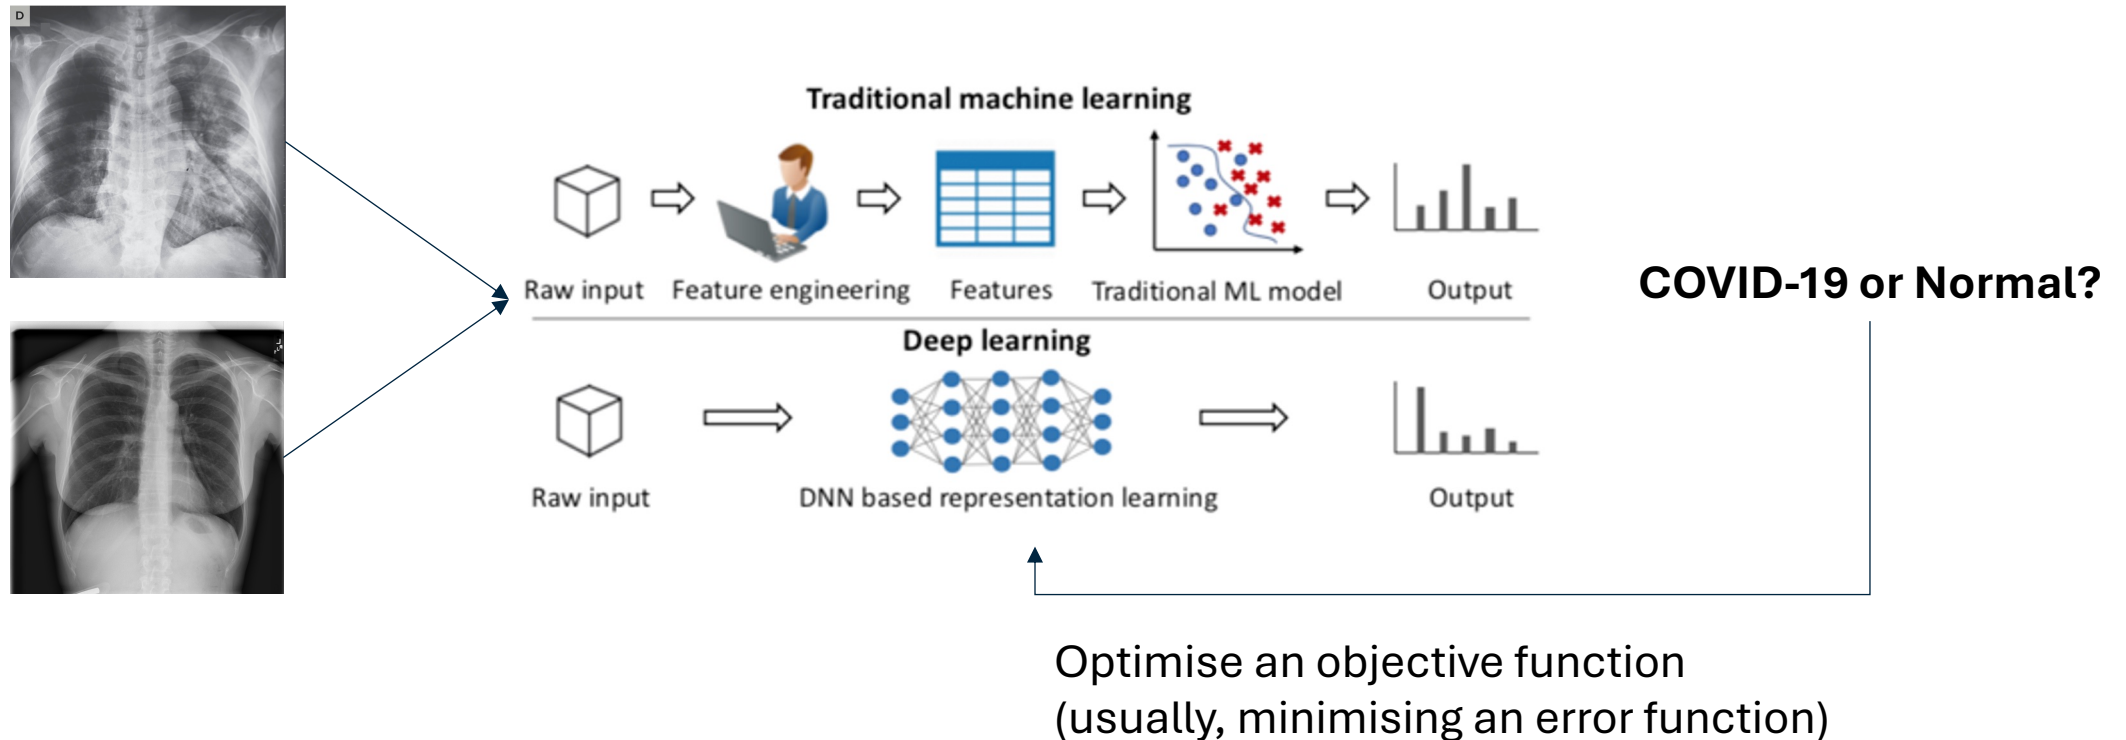 D
Traditional machine learning
Raw input
Feature engineering
Features
Traditional ML model
Output
COVID-19 or Normal?
Deep learning
Raw input
DNN based representation learning
Output
Optimise an objective function
(usually, minimising an error function)